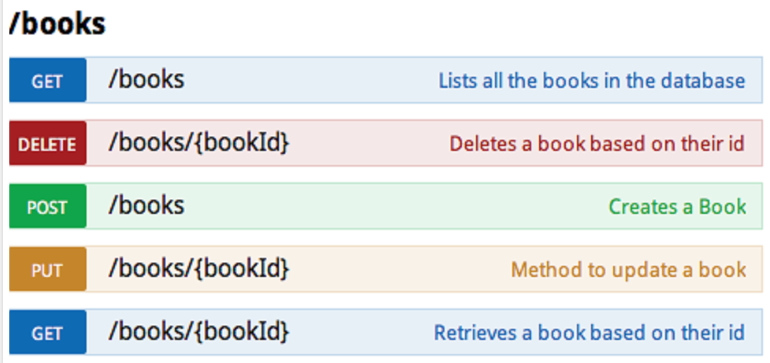 /books
GET /books Lists all the books in the database
DELETE /books/{bookId} Deletes a book based on their id
POST /books Creates a Book
PUT /books/{bookId} Method to update a book
GET /books/{bookId} Retrieves a book based on their id